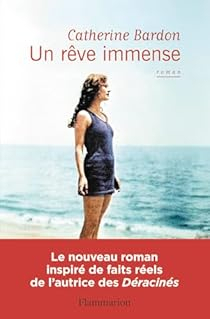 Catherine Bardon
Un rêve immense
roman
Le nouveau roman
inspiré de faits réels
de l'autrice des Déracinés
Flammarion